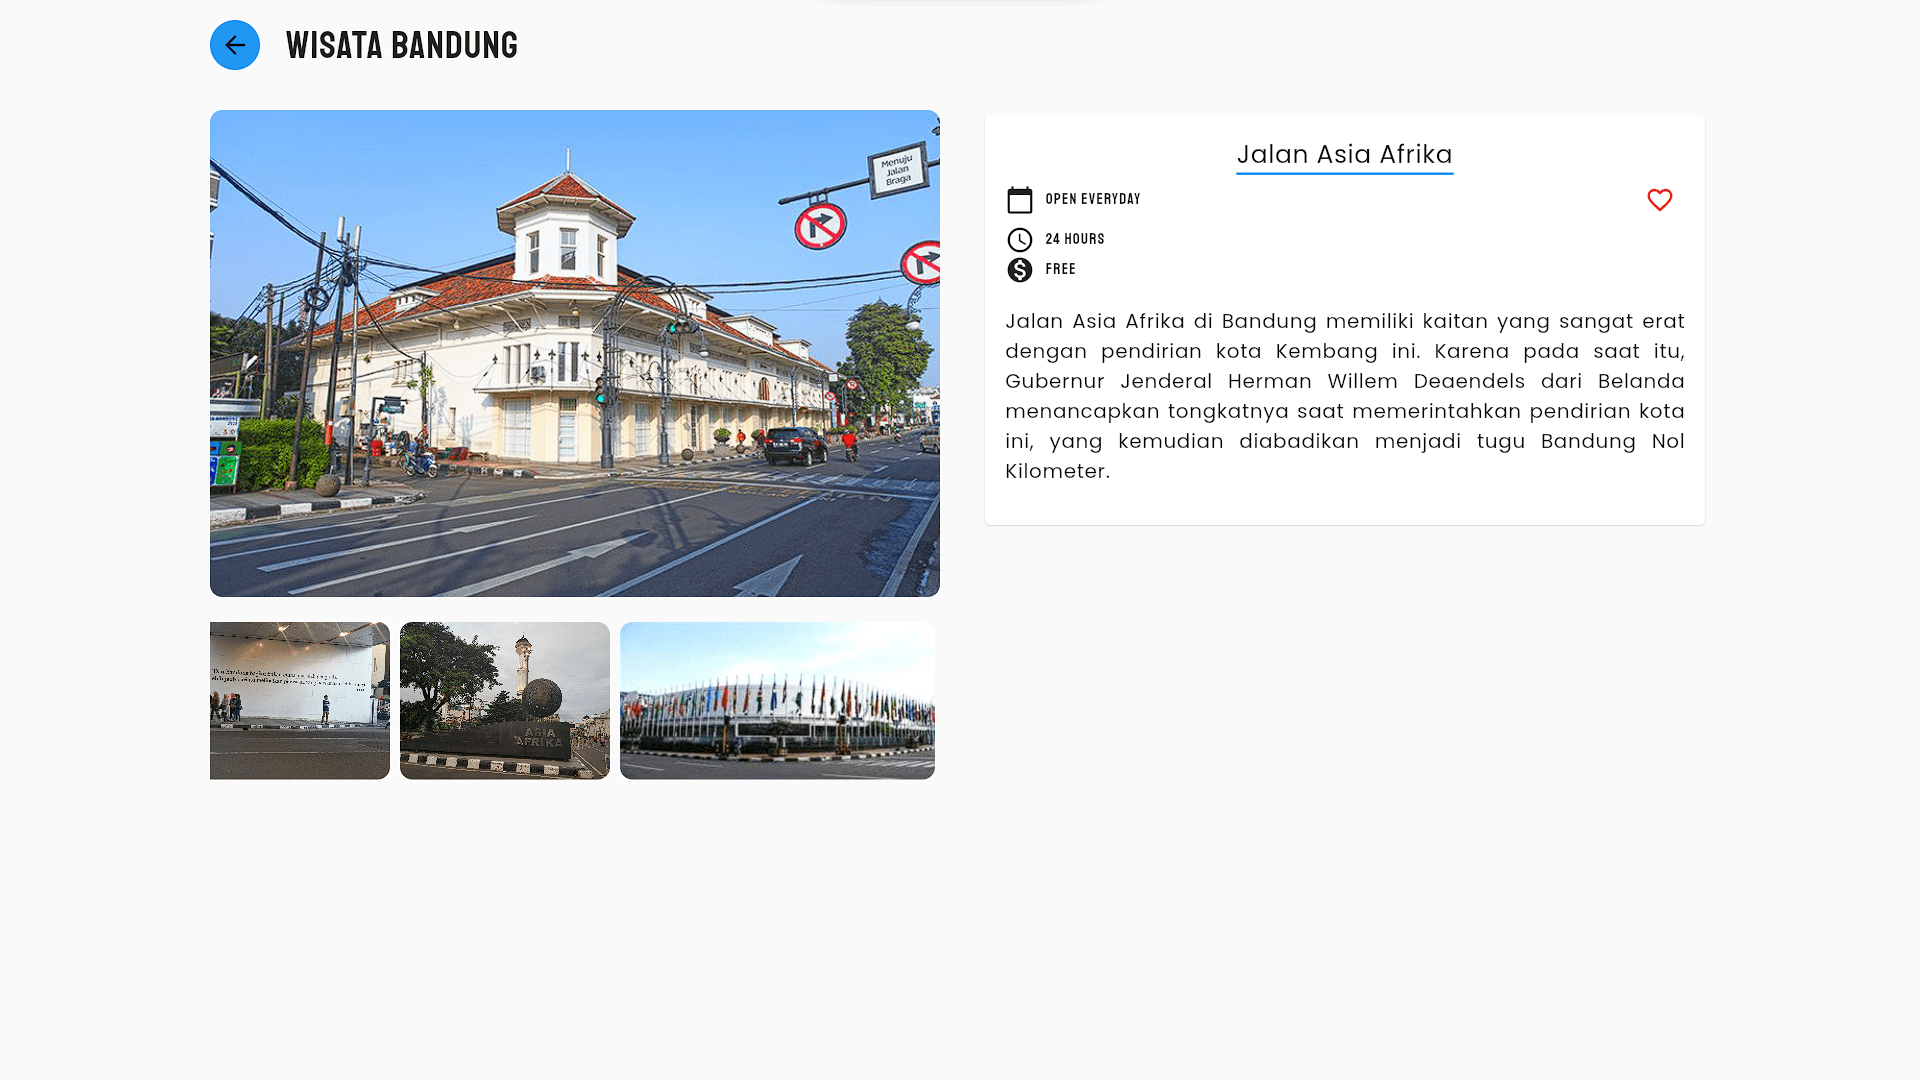 WISATA BANDUNG
Menuju
Jalan
Braga
ASIA
AFRIKA
Jalan Asia Afrika
OPEN EVERYDAY
24 HOURS
FREE
Jalan Asia Afrika di Bandung memiliki kaitan yang sangat erat
dengan pendirian kota Kembang ini. Karena pada saat itu,
Gubernur Jenderal Herman Willem Deaendels dari Belanda
menancapkan tongkatnya saat memerintahkan pendirian kota
ini, yang kemudian diabadikan menjadi tugu Bandung Nol
Kilometer.